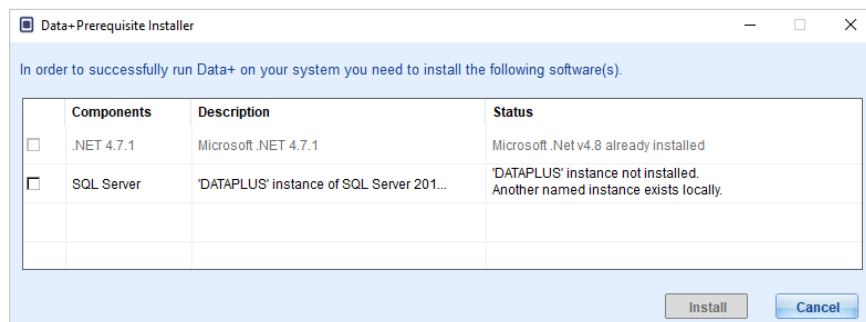 Data+ Prerequisite Installer
In order to successfully run Data+ on your system you need to install the following software(s).
Components Description Status
.NET 4.7.1 Microsoft .NET 4.7.1 Microsoft .Net v4.8 already installed
SQL Server 'DATAPLUS' instance of SQL Server 201... 'DATAPLUS' instance not installed.
Another named instance exists locally.
Install Cancel